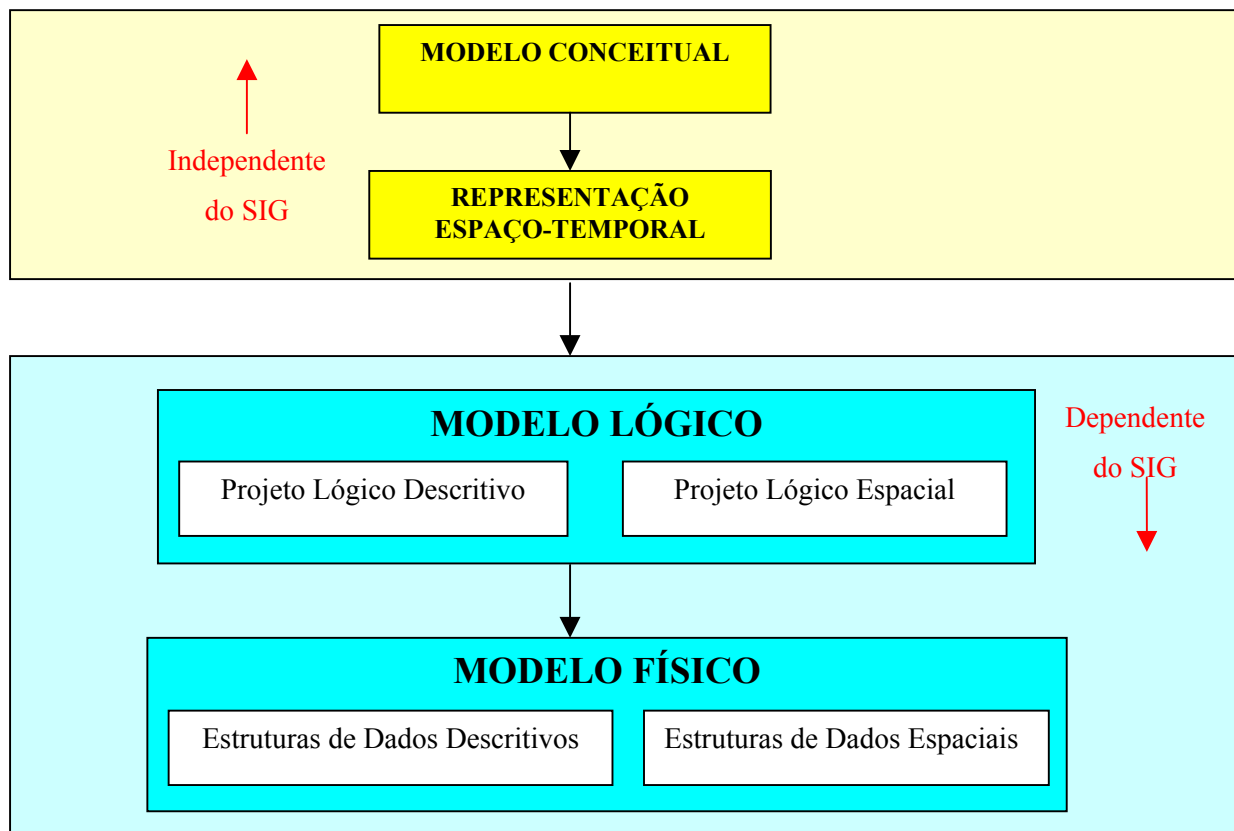 MODELO CONCEITUAL
Independente
do SIG
REPRESENTAÇÃO
ESPAÇO-TEMPORAL
MODELO LÓGICO
Projeto Lógico Descritivo
Projeto Lógico Espacial
Dependente
do SIG
MODELO FÍSICO
Estruturas de Dados Descritivos
Estruturas de Dados Espaciais